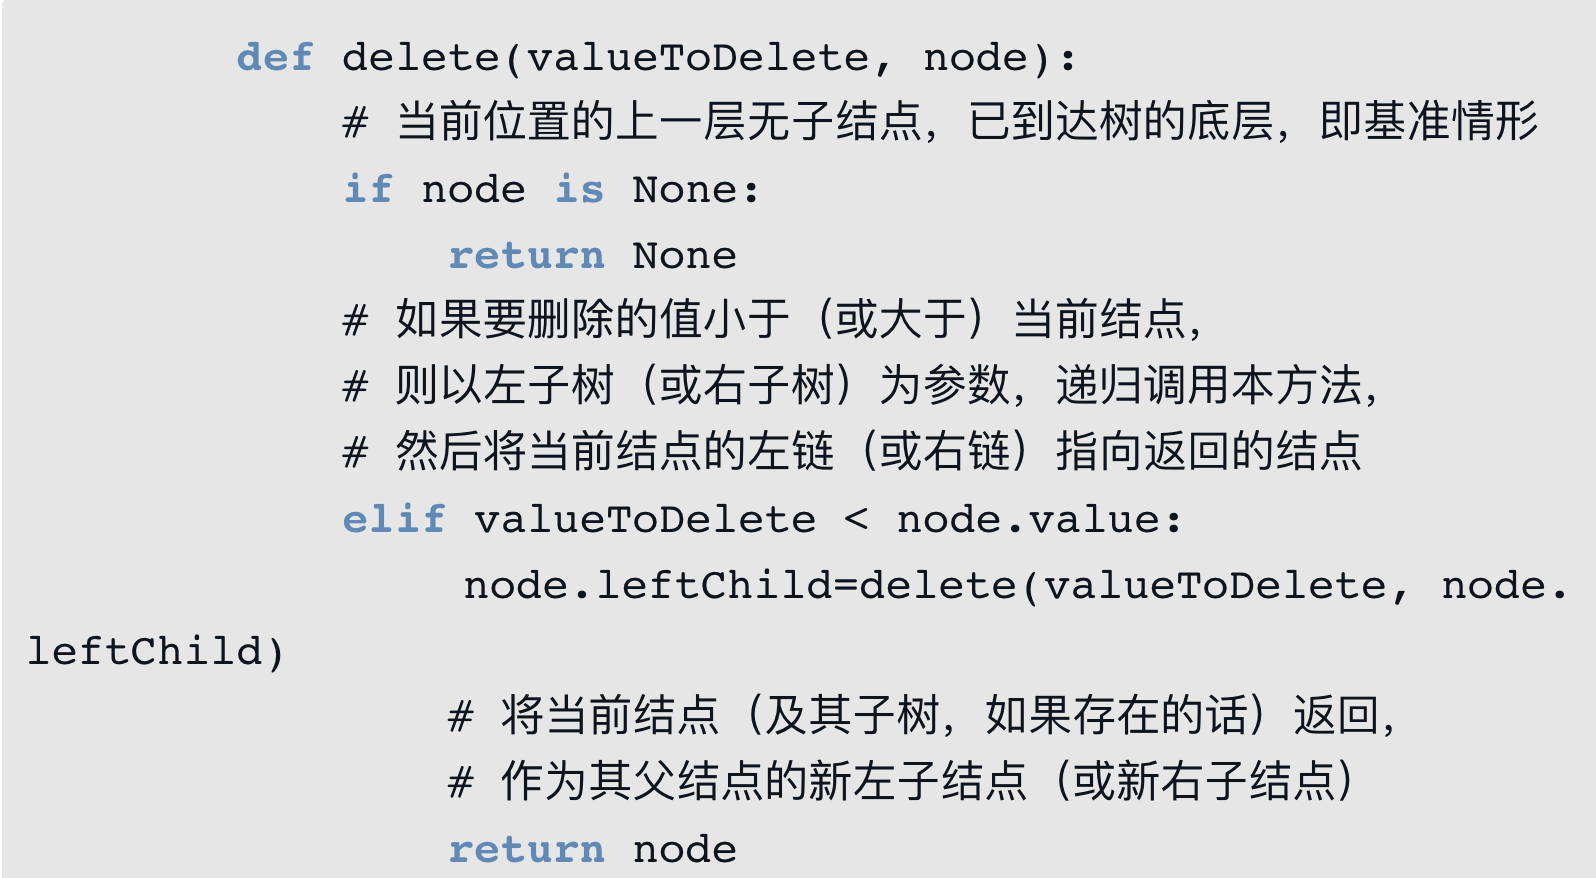 def delete(valueToDelete, node):
# 当前位置的上一层无子结点，已到达树的底层，即基准情形
if node is None:
return None
# 如果要删除的值小于（或大于）当前结点，
# 则以左子树（或右子树）为参数，递归调用本方法，
# 然后将当前结点的左链（或右链）指向返回的结点
elif valueToDelete < node.value:
node.leftChild=delete(valueToDelete, node.
leftChild)
# 将当前结点（及其子树，如果存在的话）返回，
# 作为其父结点的新左子结点（或新右子结点）
return node